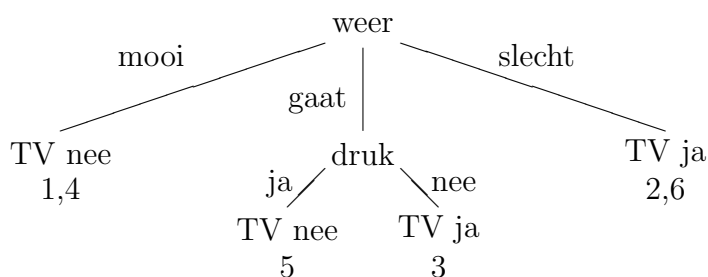 weer
mooi
slecht
gaat
TV nee
druk
TV ja
1,4
2,6
ja
nee
TV nee
TV ja
5
3